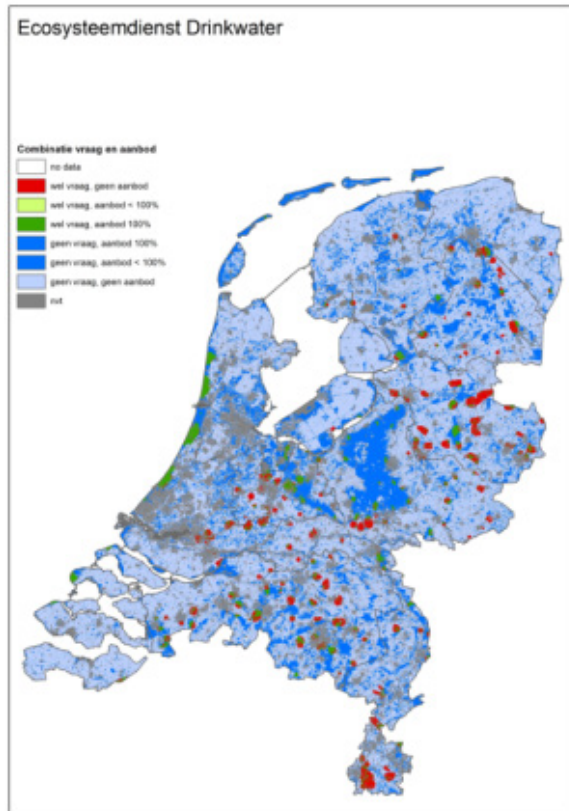 Ecosysteemdienst Drinkwater
Combinatie vraag en aanbod
no data
wel vraag, geen aanbod
wel vraag, aanbod < 100%
wel vraag, aanbod 100%
geen vraag, aanbod 100%
geen vraag, aanbod < 100%
geen vraag, geen aanbod
nvt